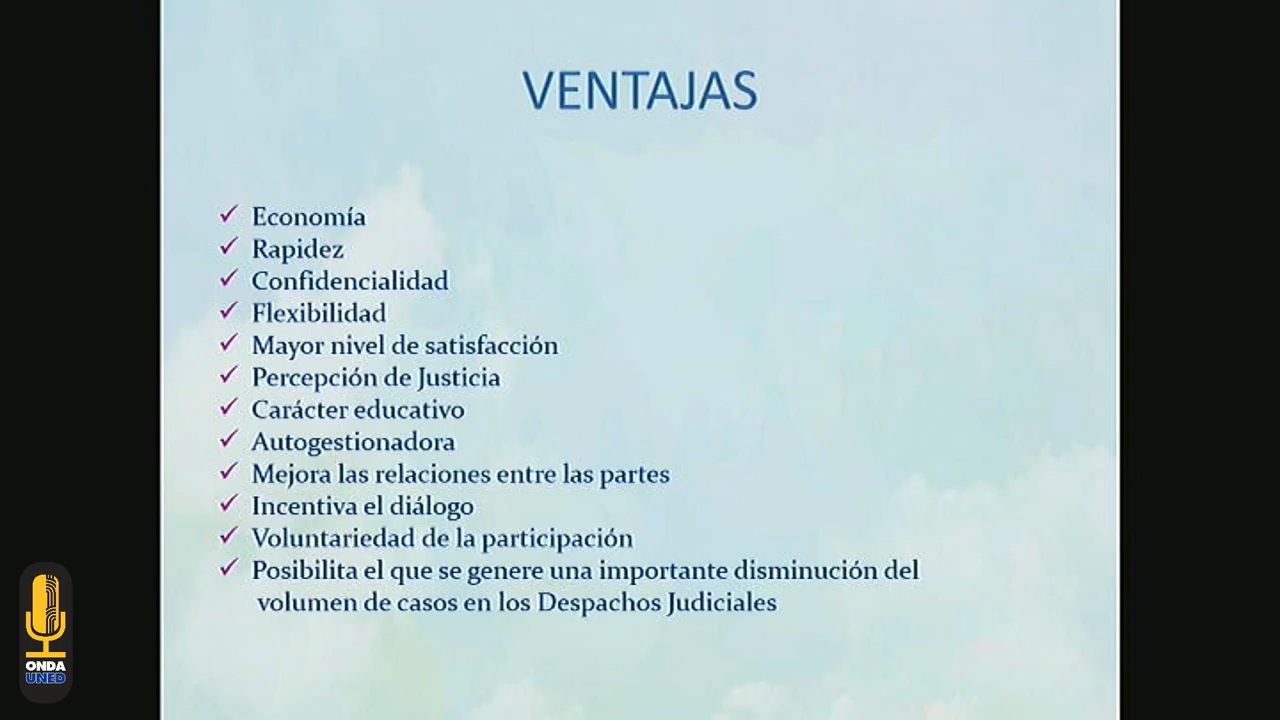 VENTAJAS
Economía
Rapidez
Confidencialidad
Flexibilidad
Mayor nivel de satisfacción
Percepción de Justicia
Carácter educativo
Autogestionadora
Mejora las relaciones entre las partes
Incentiva el diálogo
Voluntariedad de la participación
Posibilita el que se genere una importante disminución del
volumen de casos en los Despachos Judiciales
ONDA
UNED